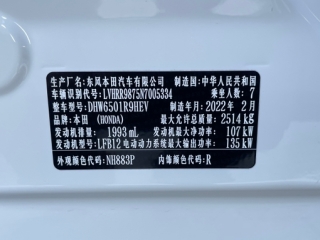 生产厂名:东风本田汽车有限公司 制造国:中华人民共和国
车辆识别代号:LVHRR9875N7005334 乘坐人数:7
整车型号:DHW6501R9HEV 制造年月:2022年2月
品牌:本田 (HONDA) 最大允许总质量:2514 kg
发动机排量:1993 mL 发动机最大净功率:107 kW
发动机型号:LFB12 电动动力系统最大输出功率:135 kW
外观颜色代码:NH883P 内饰颜色代码:R